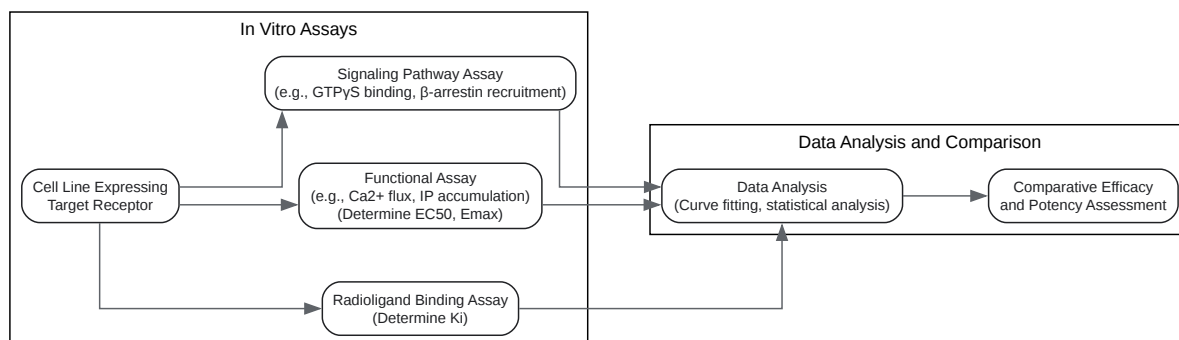 In Vitro Assays
Signaling Pathway Assay
(e.g., GTPγS binding, β-arrestin recruitment)
Data Analysis and Comparison
Cell Line Expressing
Target Receptor
Functional Assay
(e.g., Ca2+ flux, IP accumulation)
(Determine EC50, Emax)
Data Analysis
(Curve fitting, statistical analysis)
Comparative Efficacy
and Potency Assessment
Radioligand Binding Assay
(Determine Ki)